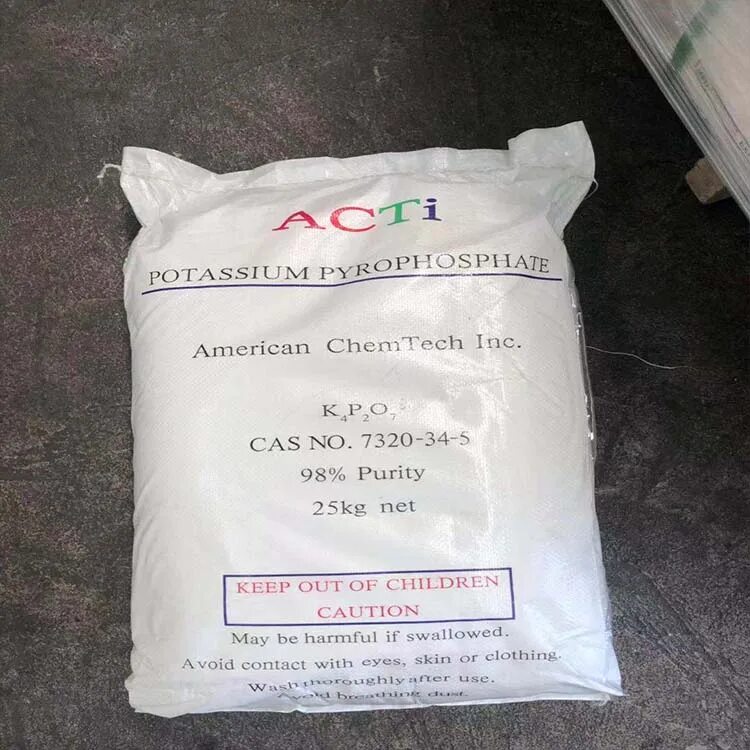 ACTi
POTASSIUM PYROPHOSPHATE
American ChemTech Inc.
K₄P₂O₇
CAS NO. 7320-34-5
98% Purity
25kg net
KEEP OUT OF CHILDREN
CAUTION
May be harmful if swallowed.
Avoid contact with eyes, skin or clothing.
Wash thoroughly after use.
Avoid breathing dust.